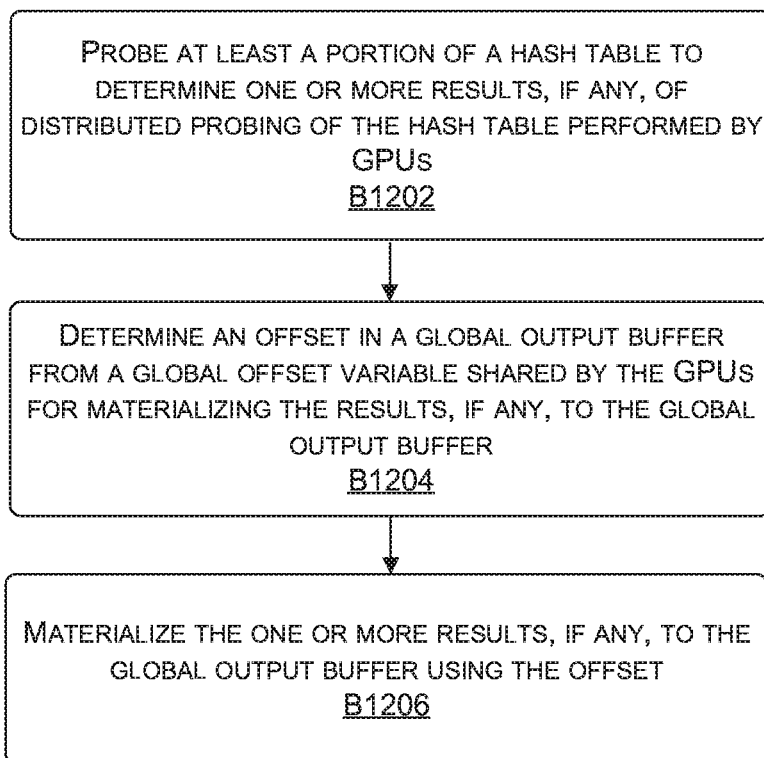 PROBE AT LEAST A PORTION OF A HASH TABLE TO
DETERMINE ONE OR MORE RESULTS, IF ANY, OF
DISTRIBUTED PROBING OF THE HASH TABLE PERFORMED BY
GPUS
B1202
DETERMINE AN OFFSET IN A GLOBAL OUTPUT BUFFER
FROM A GLOBAL OFFSET VARIABLE SHARED BY THE GPUS
FOR MATERIALIZING THE RESULTS, IF ANY, TO THE GLOBAL
OUTPUT BUFFER
B1204
MATERIALIZE THE ONE OR MORE RESULTS, IF ANY, TO THE
GLOBAL OUTPUT BUFFER USING THE OFFSET
B1206